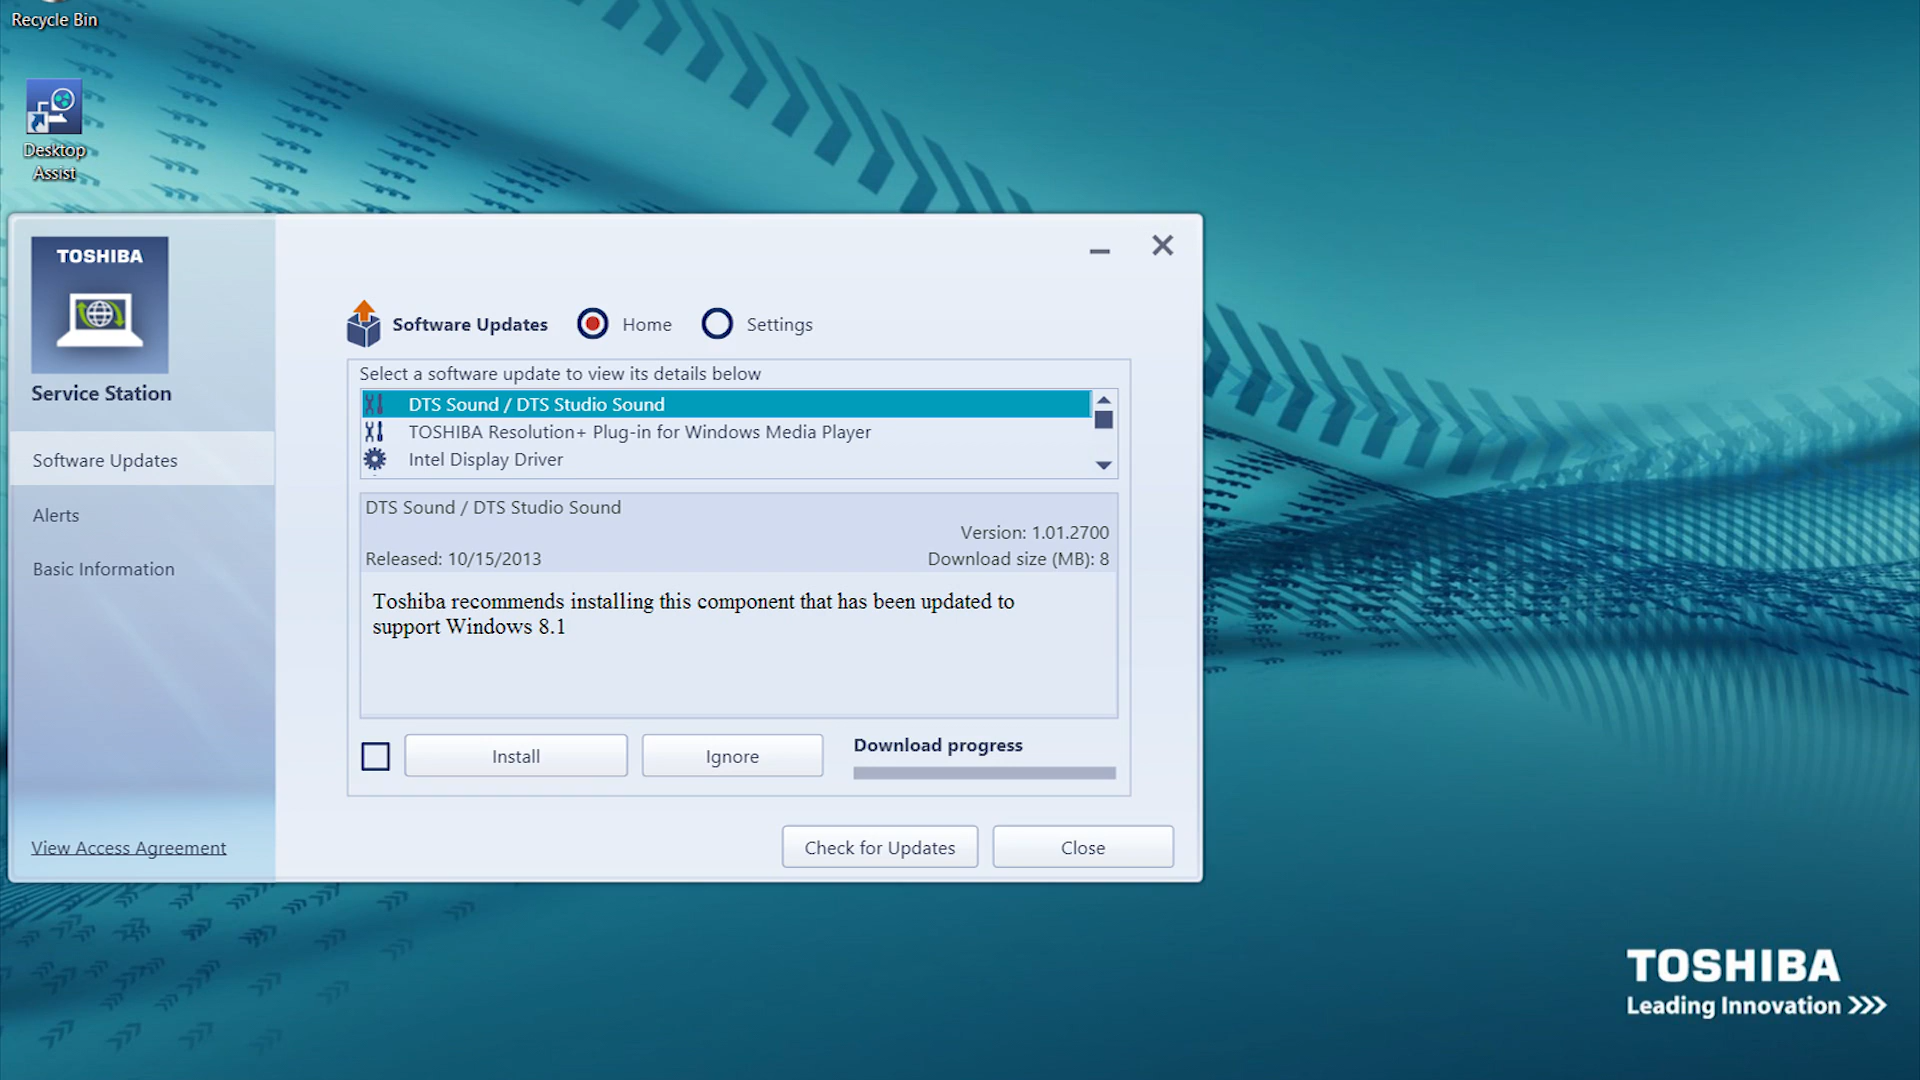 Recycle Bin
Desktop
Assist
TOSHIBA
Service Station
Software Updates
Alerts
Basic Information
View Access Agreement
Software Updates
Home
Settings
Select a software update to view its details below
DTS Sound / DTS Studio Sound
TOSHIBA Resolution+ Plug-in for Windows Media Player
Intel Display Driver
DTS Sound / DTS Studio Sound
Version: 1.01.2700
Released: 10/15/2013
Download size (MB): 8
Toshiba recommends installing this component that has been updated to
support Windows 8.1
Install
Ignore
Download progress
Check for Updates
Close
TOSHIBA
Leading Innovation >>>